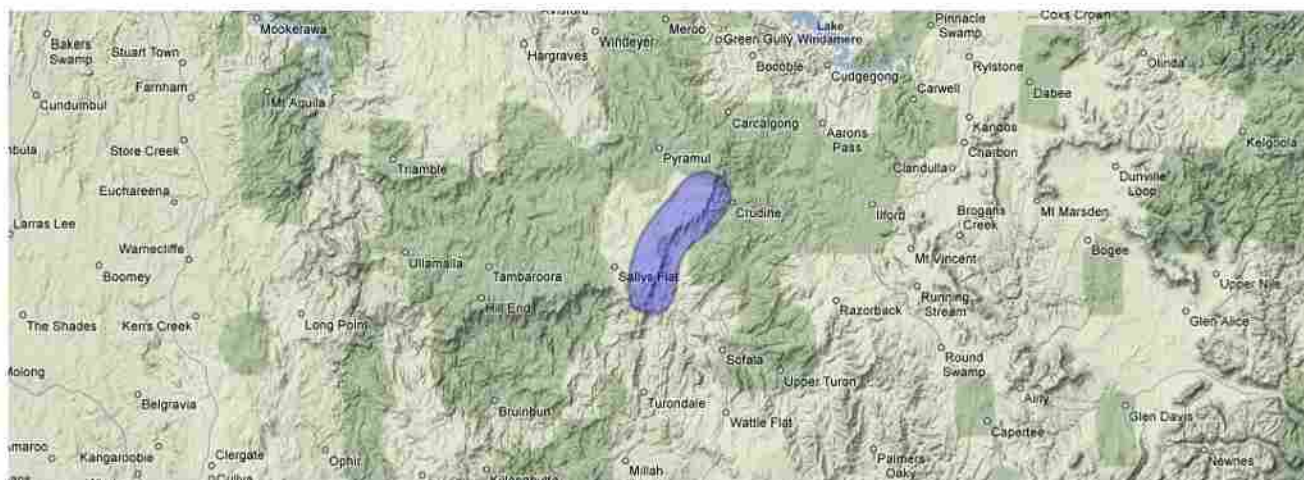 Mookerawa
Meroo
Lake
Windamere
Pinnacle
Swamp
Coxs Crown
Bakers
Swamp
Stuart Town
Hargraves
Windeyer
Green Gully
Bocoble
Cudgegong
Rylstone
Olinda
Cundumbul
Farnham
Mt Aquila
Carwell
Dabee
Carcalgong
Aarons
Pass
Kandos
Store Creek
Charbon
Kelgoola
Triamble
Pyramul
Clandulla
Dunville
Loop
Euchareena
Crudine
Ilford
Brogans
Creek
Mt Marsden
Larras Lee
Warnecliffe
Mt Vincent
Bogee
Boomey
Ullamalla
Tambaroora
Sallys Flat
Upper Nile
Hill End
Running
Stream
The Shades
Kerrs Creek
Long Point
Razorback
Glen Alice
Molong
Sofala
Round
Swamp
Upper Turon
Belgravia
Bruinbun
Turondale
Airly
Wattle Flat
Capertee
Glen Davis
Amaroo
Kangaroobie
Clergate
Ophir
Millah
Palmers
Oaky
Newnes